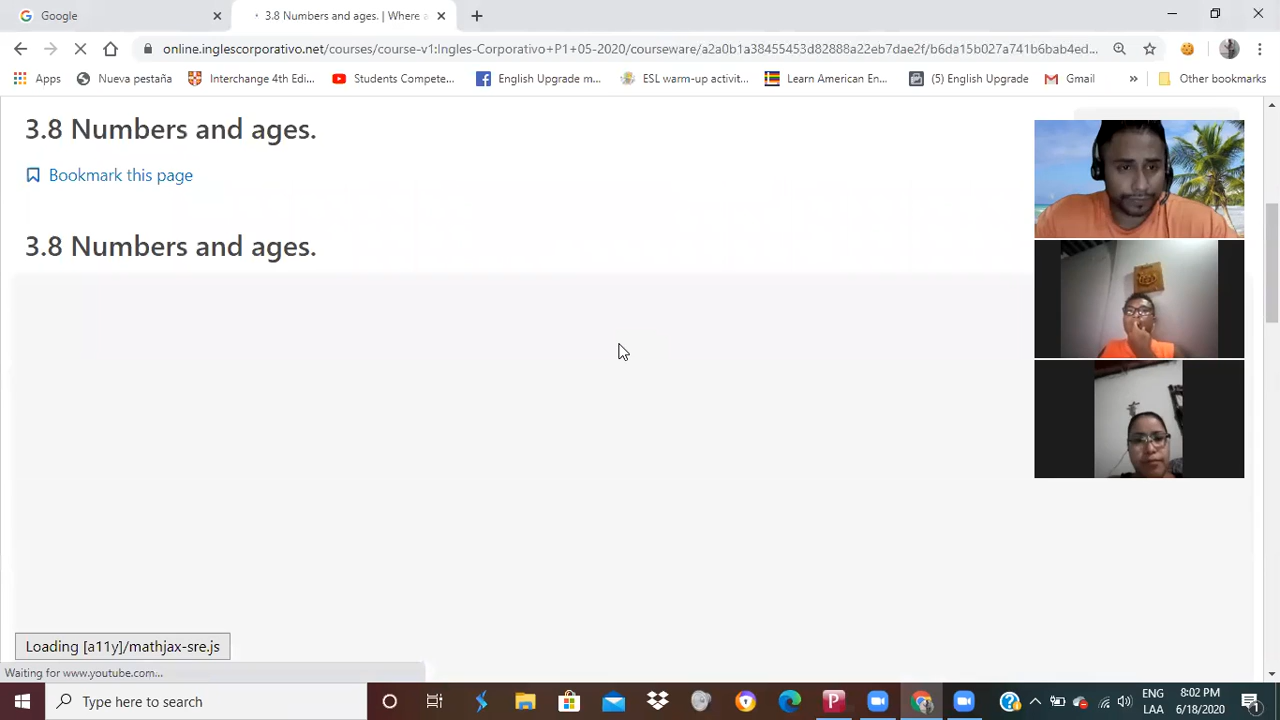 Google
3.8 Numbers and ages. | Where a
online.inglescorporativo.net/courses/course-v1:Ingles-Corporativo+P1+05-2020/courseware/a2a0b1a38455453d82888a22eb7dae2f/b6da15b027a741b6bab4ed...
Apps
Nueva pestaña
Interchange 4th Edi...
Students Compete...
English Upgrade m...
ESL warm-up activit...
Learn American En...
(5) English Upgrade
Gmail
»
Other bookmarks
3.8 Numbers and ages.
Bookmark this page
3.8 Numbers and ages.
Loading [a11y]/mathjax-sre.js
Waiting for www.youtube.com...
Type here to search
ENG
LAA
8:02 PM
6/18/2020